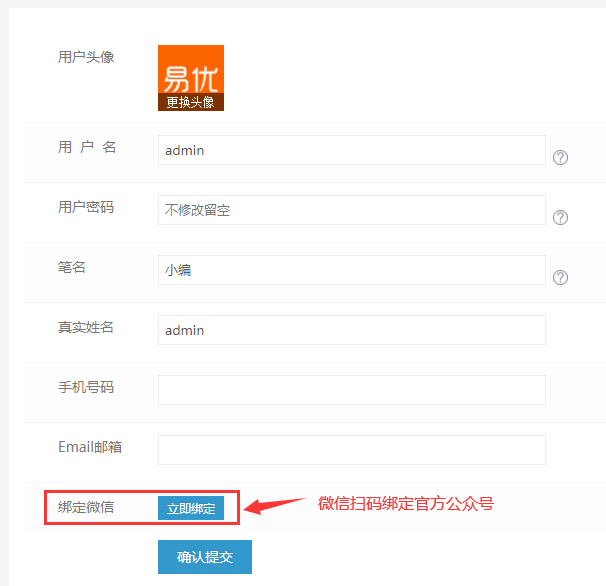 用户头像
易优
更换头像
用 户 名
admin
用户密码
不修改留空
笔名
小编
真实姓名
admin
手机号码
Email邮箱
绑定微信
立即绑定
微信扫码绑定官方公众号
确认提交